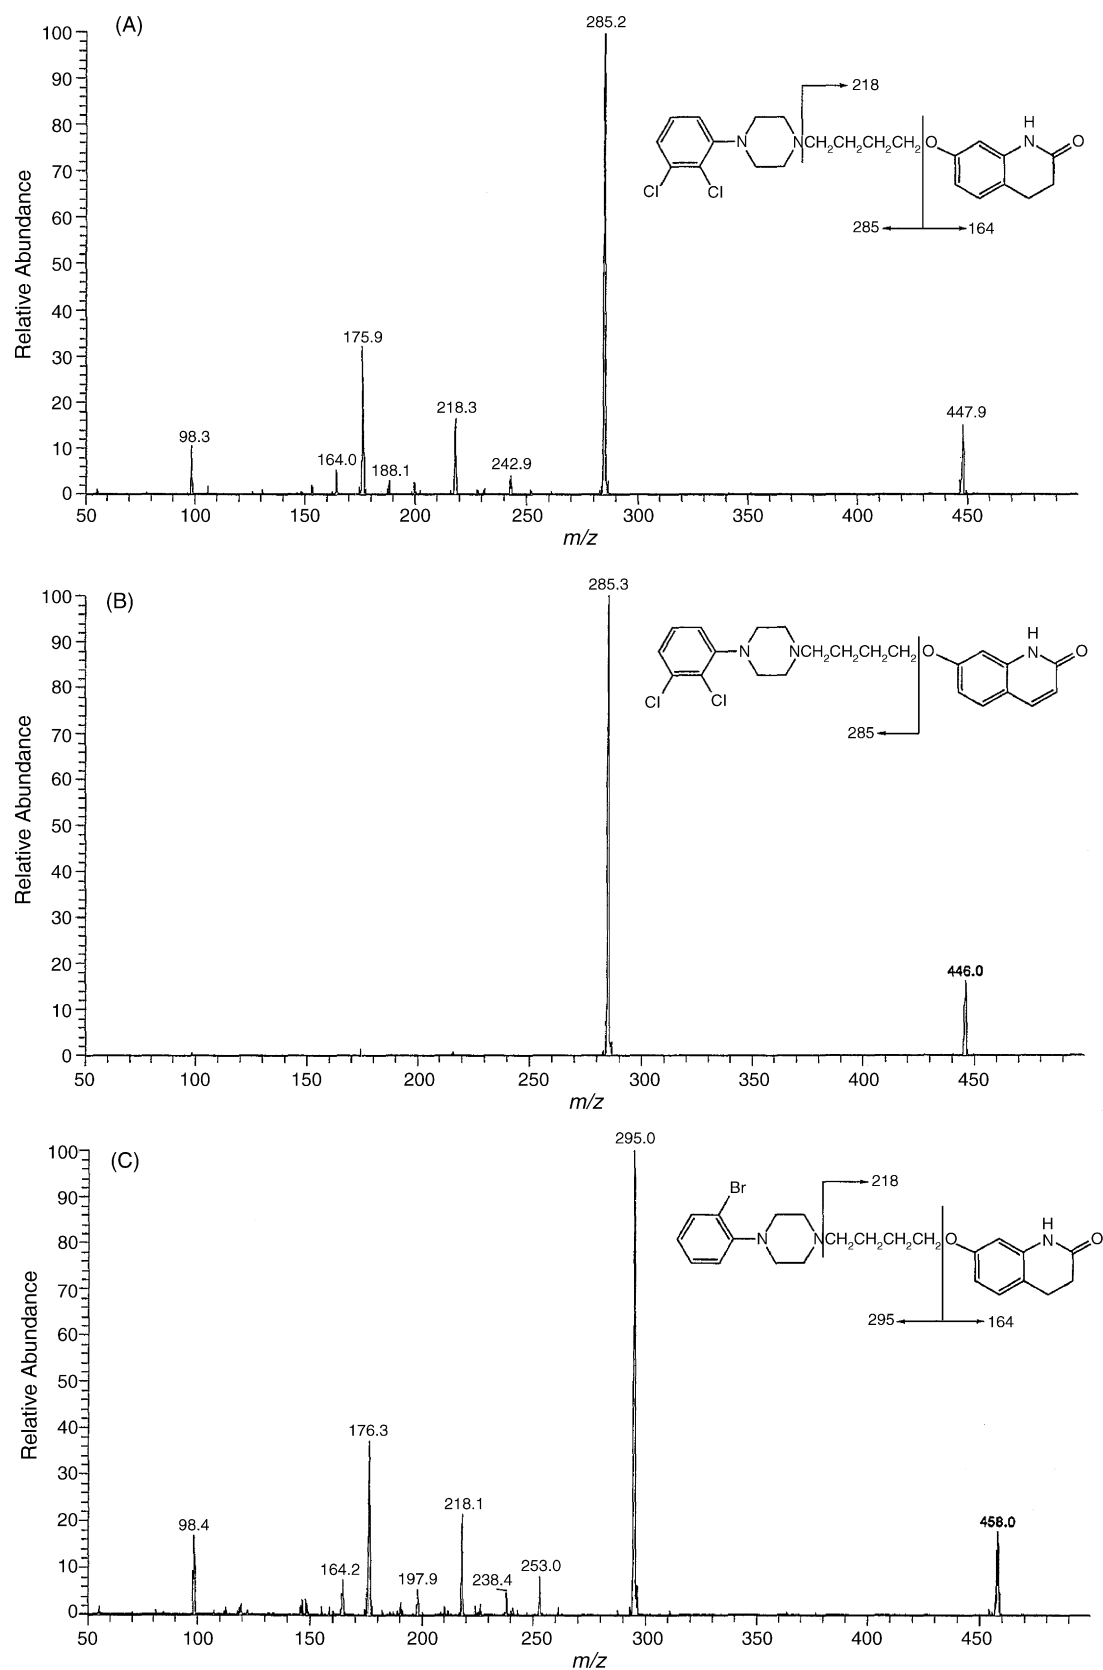 (A)
285.2
100
90
80
70
60
50
40
30
20
10
0
Relative Abundance
98.3
164.0
175.9
188.1
218.3
242.9
447.9
50
100
150
200
250
300
350
400
450
m/z
218
N
N
CH2CH2CH2CH2
O
H
N
O
Cl
Cl
285
164
(B)
285.3
100
90
80
70
60
50
40
30
20
10
0
Relative Abundance
446.0
50
100
150
200
250
300
350
400
450
m/z
N
N
CH2CH2CH2CH2
O
H
N
O
Cl
Cl
285
(C)
295.0
100
90
80
70
60
50
40
30
20
10
0
Relative Abundance
98.4
164.2
176.3
197.9
218.1
238.4
253.0
458.0
50
100
150
200
250
300
350
400
450
m/z
Br
218
N
N
CH2CH2CH2CH2
O
H
N
O
295
164